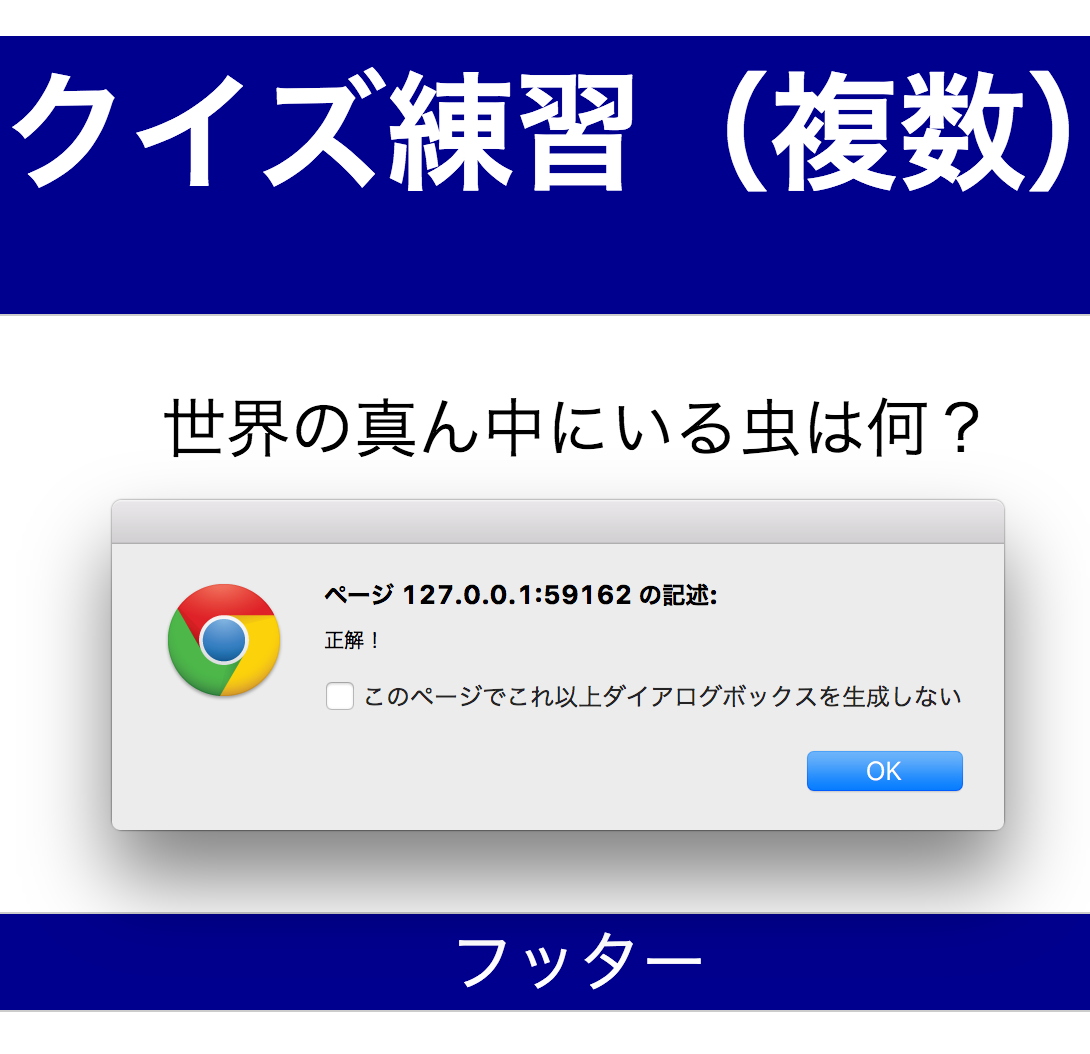 クイズ練習（複数）
世界の真ん中にいる虫は何？
ページ 127.0.0.1:59162 の記述:
正解！
このページでこれ以上ダイアログボックスを生成しない
OK
フッター